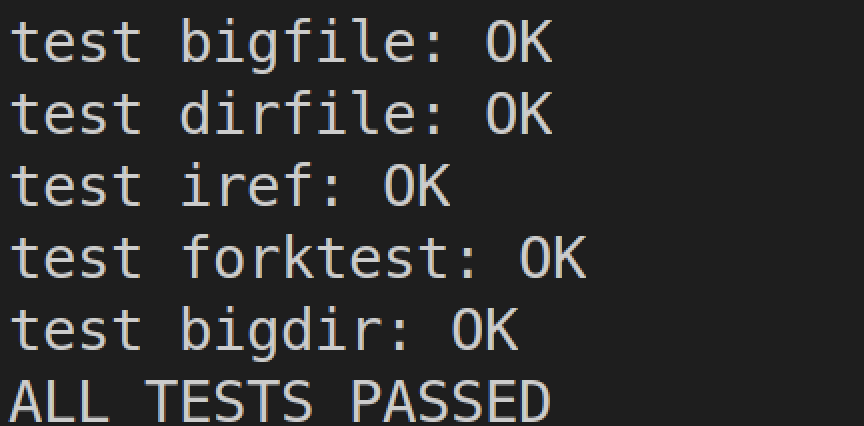 test bigfile: OK
test dirfile: OK
test iref: OK
test forktest: OK
test bigdir: OK
ALL TESTS PASSED